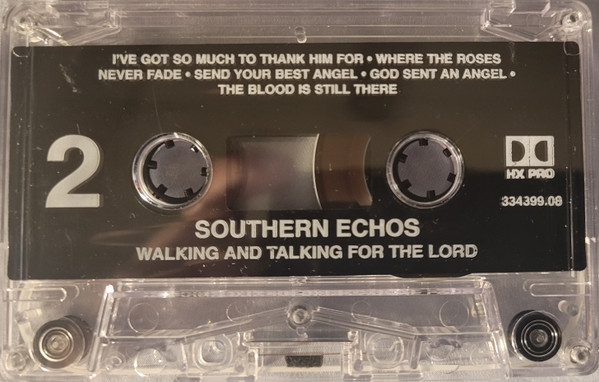 I'VE GOT SO MUCH TO THANK HIM FOR • WHERE THE ROSES
NEVER FADE • SEND YOUR BEST ANGEL • GOD SENT AN ANGEL •
THE BLOOD IS STILL THERE
2
HX PRO
334399.08
SOUTHERN ECHOS
WALKING AND TALKING FOR THE LORD